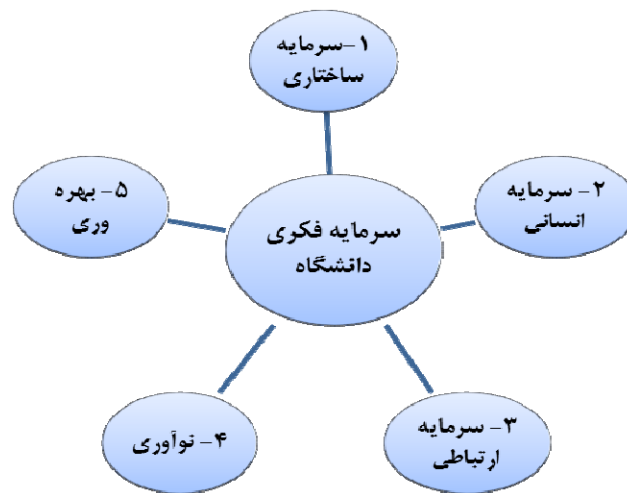 ۱-سرمایه
ساختاری
۲- سرمایه
انسانی
۳- سرمایه
ارتباطی
۴- نوآوری
۵- بهره
وری
سرمایه فکری
دانشگاه